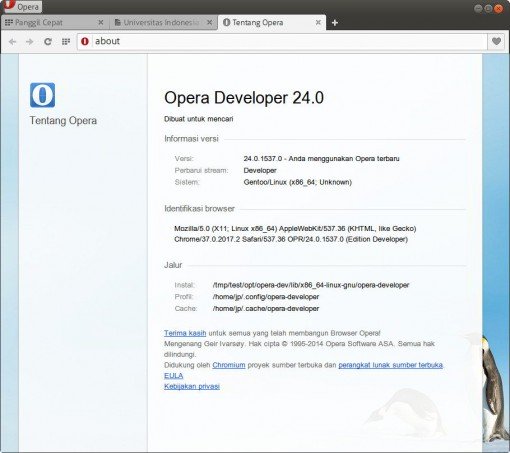 Opera
Panggil Cepat
Universitas Indonesia
Tentang Opera
about
Tentang Opera
Opera Developer 24.0
Dibuat untuk mencari
Informasi versi
Versi: 24.0.1537.0 - Anda menggunakan Opera terbaru
Perbarui stream: Developer
Sistem: Gentoo/Linux (x86_64; Unknown)
Identifikasi browser
Mozilla/5.0 (X11; Linux x86_64) AppleWebKit/537.36 (KHTML, like Gecko)
Chrome/37.0.2017.2 Safari/537.36 OPR/24.0.1537.0 (Edition Developer)
Jalur
Instal: /tmp/test/opt/opera-dev/lib/x86_64-linux-gnu/opera-developer
Profil: /home/jp/.config/opera-developer
Cache: /home/jp/.cache/opera-developer
Terima kasih untuk semua yang telah membangun Browser Opera!
Mengenang Geir Ivarsøy. Hak cipta © 1995-2014 Opera Software ASA. Semua hak
dilindungi.
Didukung oleh Chromium proyek sumber terbuka dan perangkat lunak sumber terbuka.
EULA
Kebijakan privasi